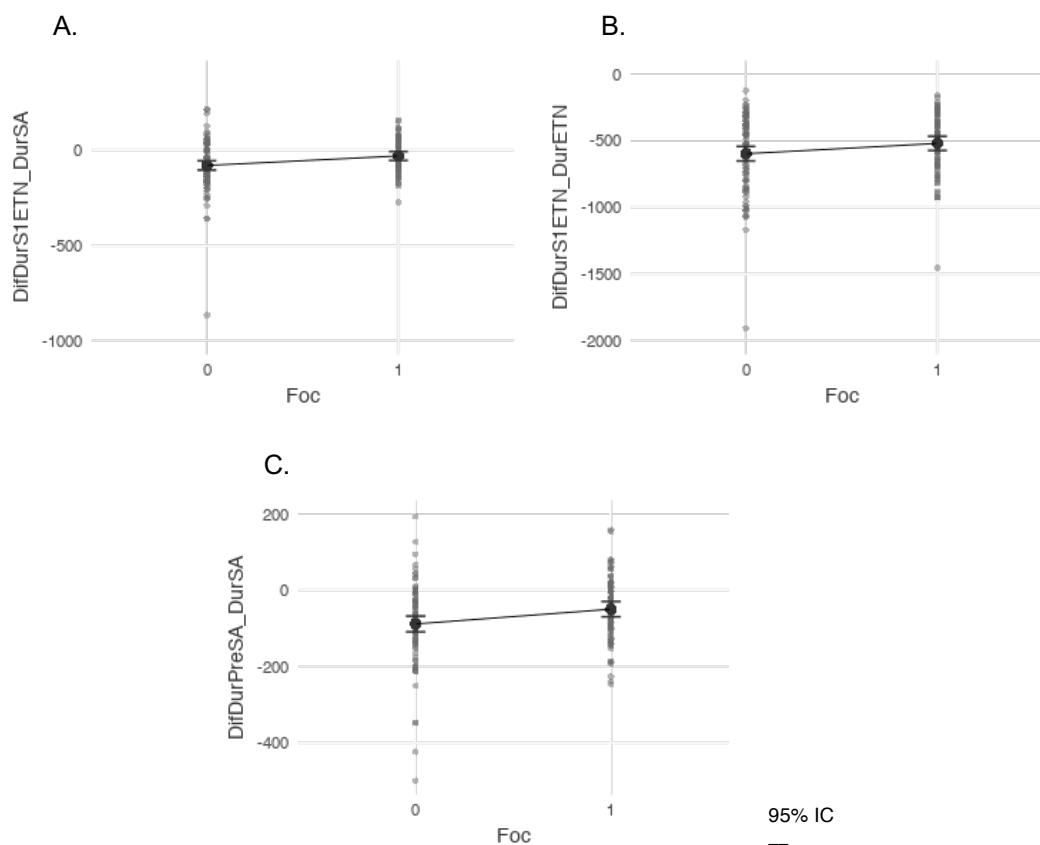 A.
DifDurS1ETN_DurSA
0
-500
-1000
0
1
Foc
B.
DifDurS1ETN_DurETN
0
-500
-1000
-1500
-2000
0
1
Foc
C.
DifDurPreSA_DurSA
200
0
-200
-400
0
1
Foc
95% IC